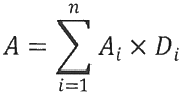 A = \sum_{i=1}^{n} A_i \times D_i